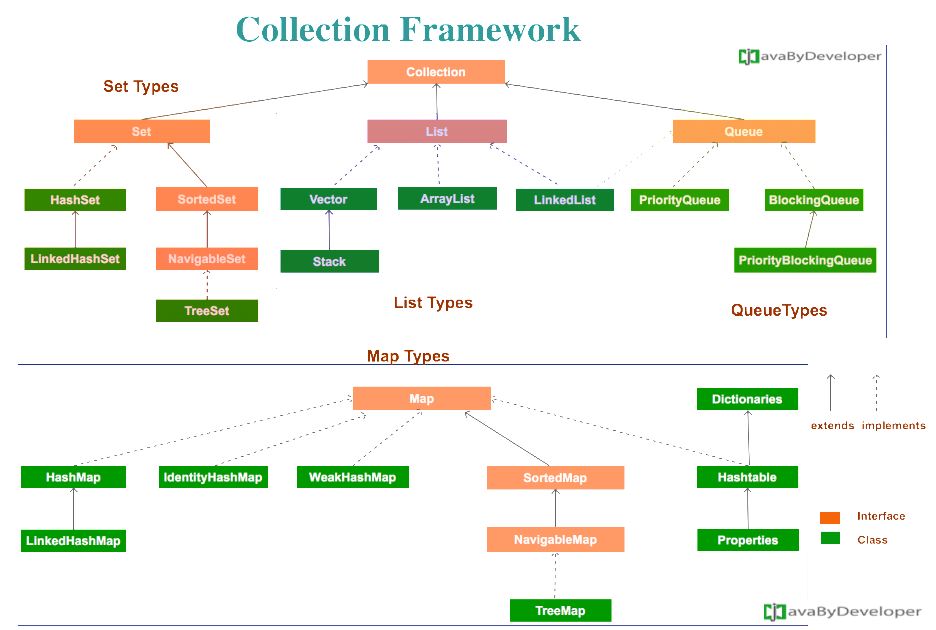 Collection Framework
avaByDeveloper
Collection
Set Types
Set
List
Queue
HashSet
SortedSet
Vector
ArrayList
LinkedList
PriorityQueue
BlockingQueue
LinkedHashSet
NavigableSet
Stack
PriorityBlockingQueue
TreeSet
List Types
QueueTypes
Map Types
Map
Dictionaries
extends implements
HashMap
IdentityHashMap
WeakHashMap
SortedMap
Hashtable
Interface
LinkedHashMap
NavigableMap
Properties
Class
TreeMap
avaByDeveloper